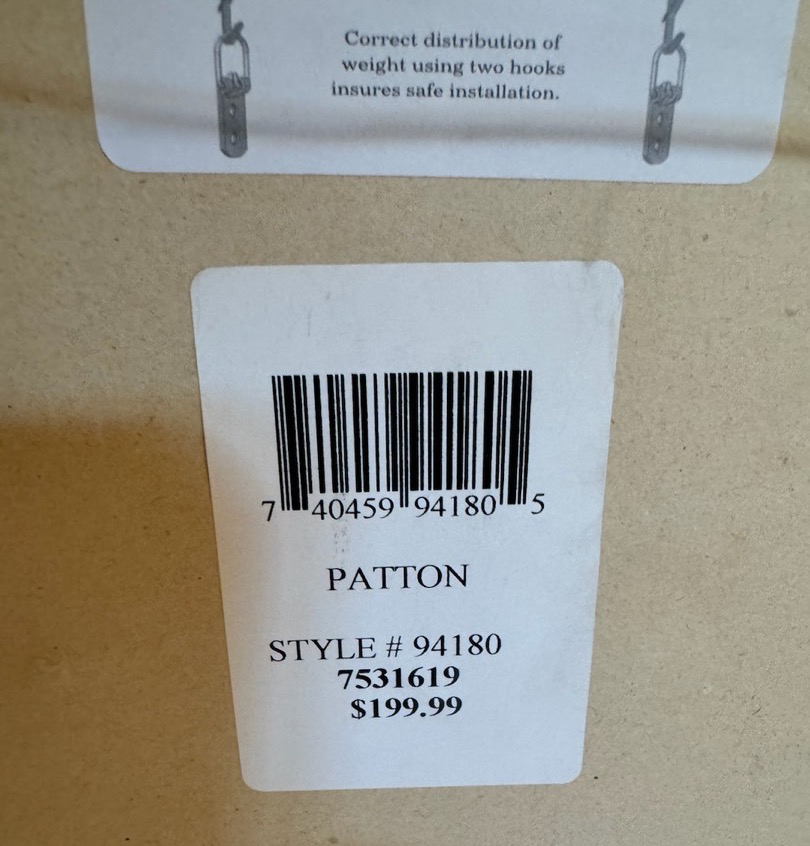 Correct distribution of
weight using two hooks
insures safe installation.
7 40459 94180 5
PATTON
STYLE # 94180
7531619
$199.99